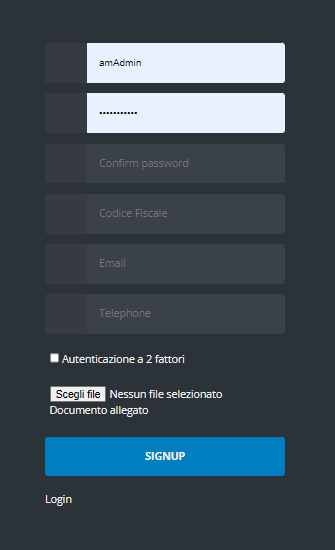 amAdmin
•••••••••••
Confirm password
Codice Fiscale
Email
Telephone
Autenticazione a 2 fattori
Scegli file Nessun file selezionato
Documento allegato
SIGNUP
Login